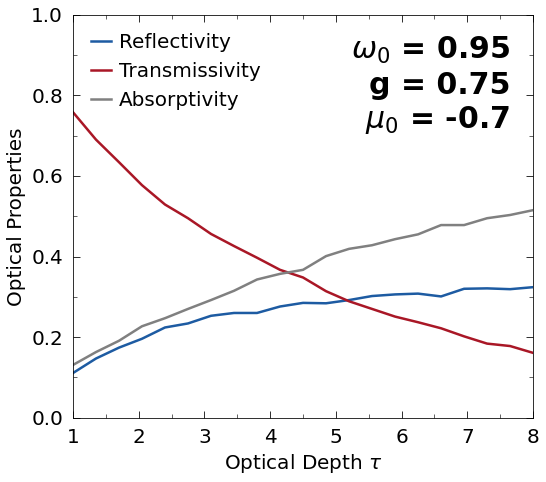 1.0
0.8
0.6
0.4
0.2
0.0
Optical Properties
Reflectivity
Transmissivity
Absorptivity
ω₀ = 0.95
g = 0.75
μ₀ = -0.7
1 2 3 4 5 6 7 8
Optical Depth τ